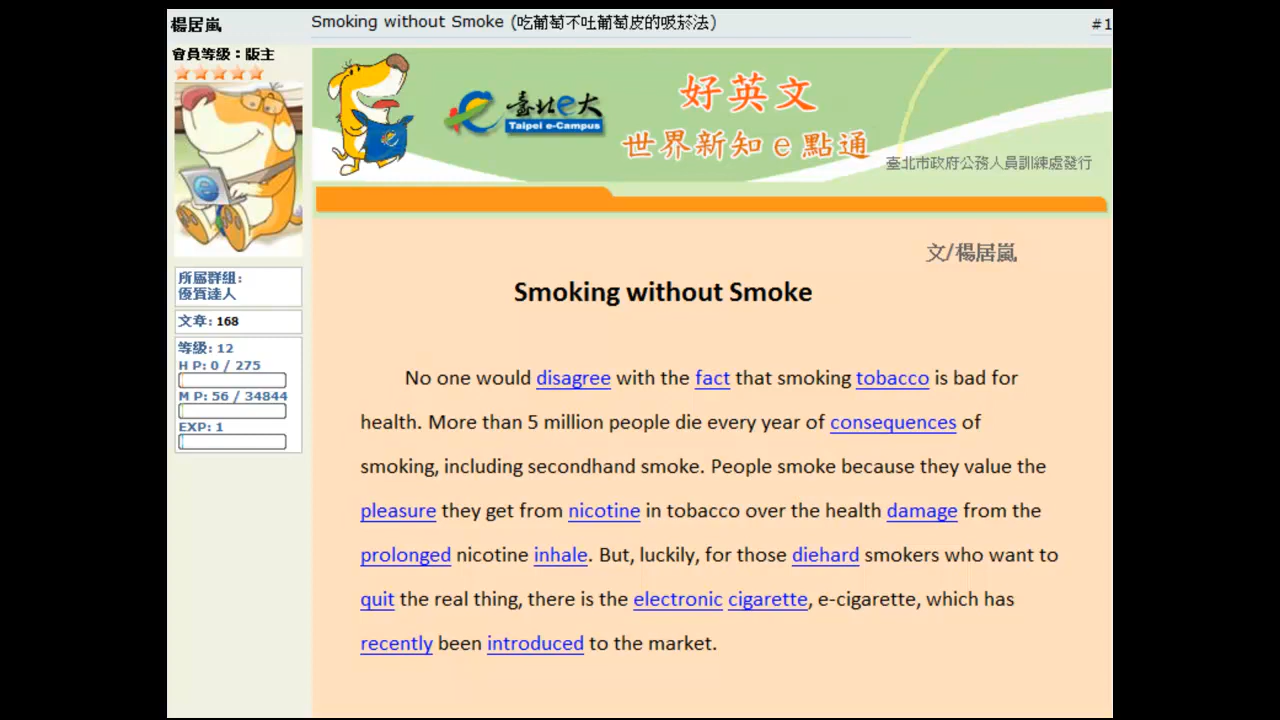 楊居嵐
Smoking without Smoke (吃葡萄不吐葡萄皮的吸菸法)
#1
會員等級：版主
臺北e大
Taipei e-Campus
好英文
世界新知e點通
臺北市政府公務人員訓練處發行
所屬群組:
優質達人
文章: 168
等級: 12
H P: 0 / 275
M P: 56 / 34844
EXP: 1
文/楊居嵐
Smoking without Smoke
No one would disagree with the fact that smoking tobacco is bad for
health. More than 5 million people die every year of consequences of
smoking, including secondhand smoke. People smoke because they value the
pleasure they get from nicotine in tobacco over the health damage from the
prolonged nicotine inhale. But, luckily, for those diehard smokers who want to
quit the real thing, there is the electronic cigarette, e-cigarette, which has
recently been introduced to the market.